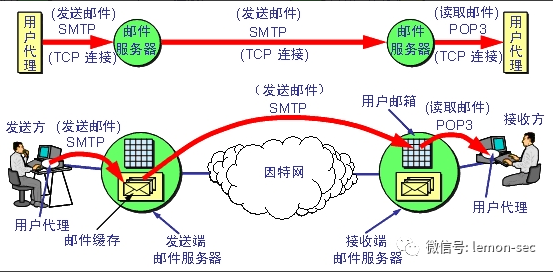 用户代理
(发送邮件)
SMTP
(TCP 连接)
邮件
服务器
(发送邮件)
SMTP
(TCP 连接)
邮件
服务器
(读取邮件)
POP3
(TCP 连接)
用户代理
(发送邮件)
SMTP
发送方
(发送邮件)
SMTP
用户邮箱
(读取邮件)
POP3
接收方
因特网
用户代理
邮件缓存
发送端
邮件服务器
接收端
邮件服务器
用户代理
微信号: lemon-sec